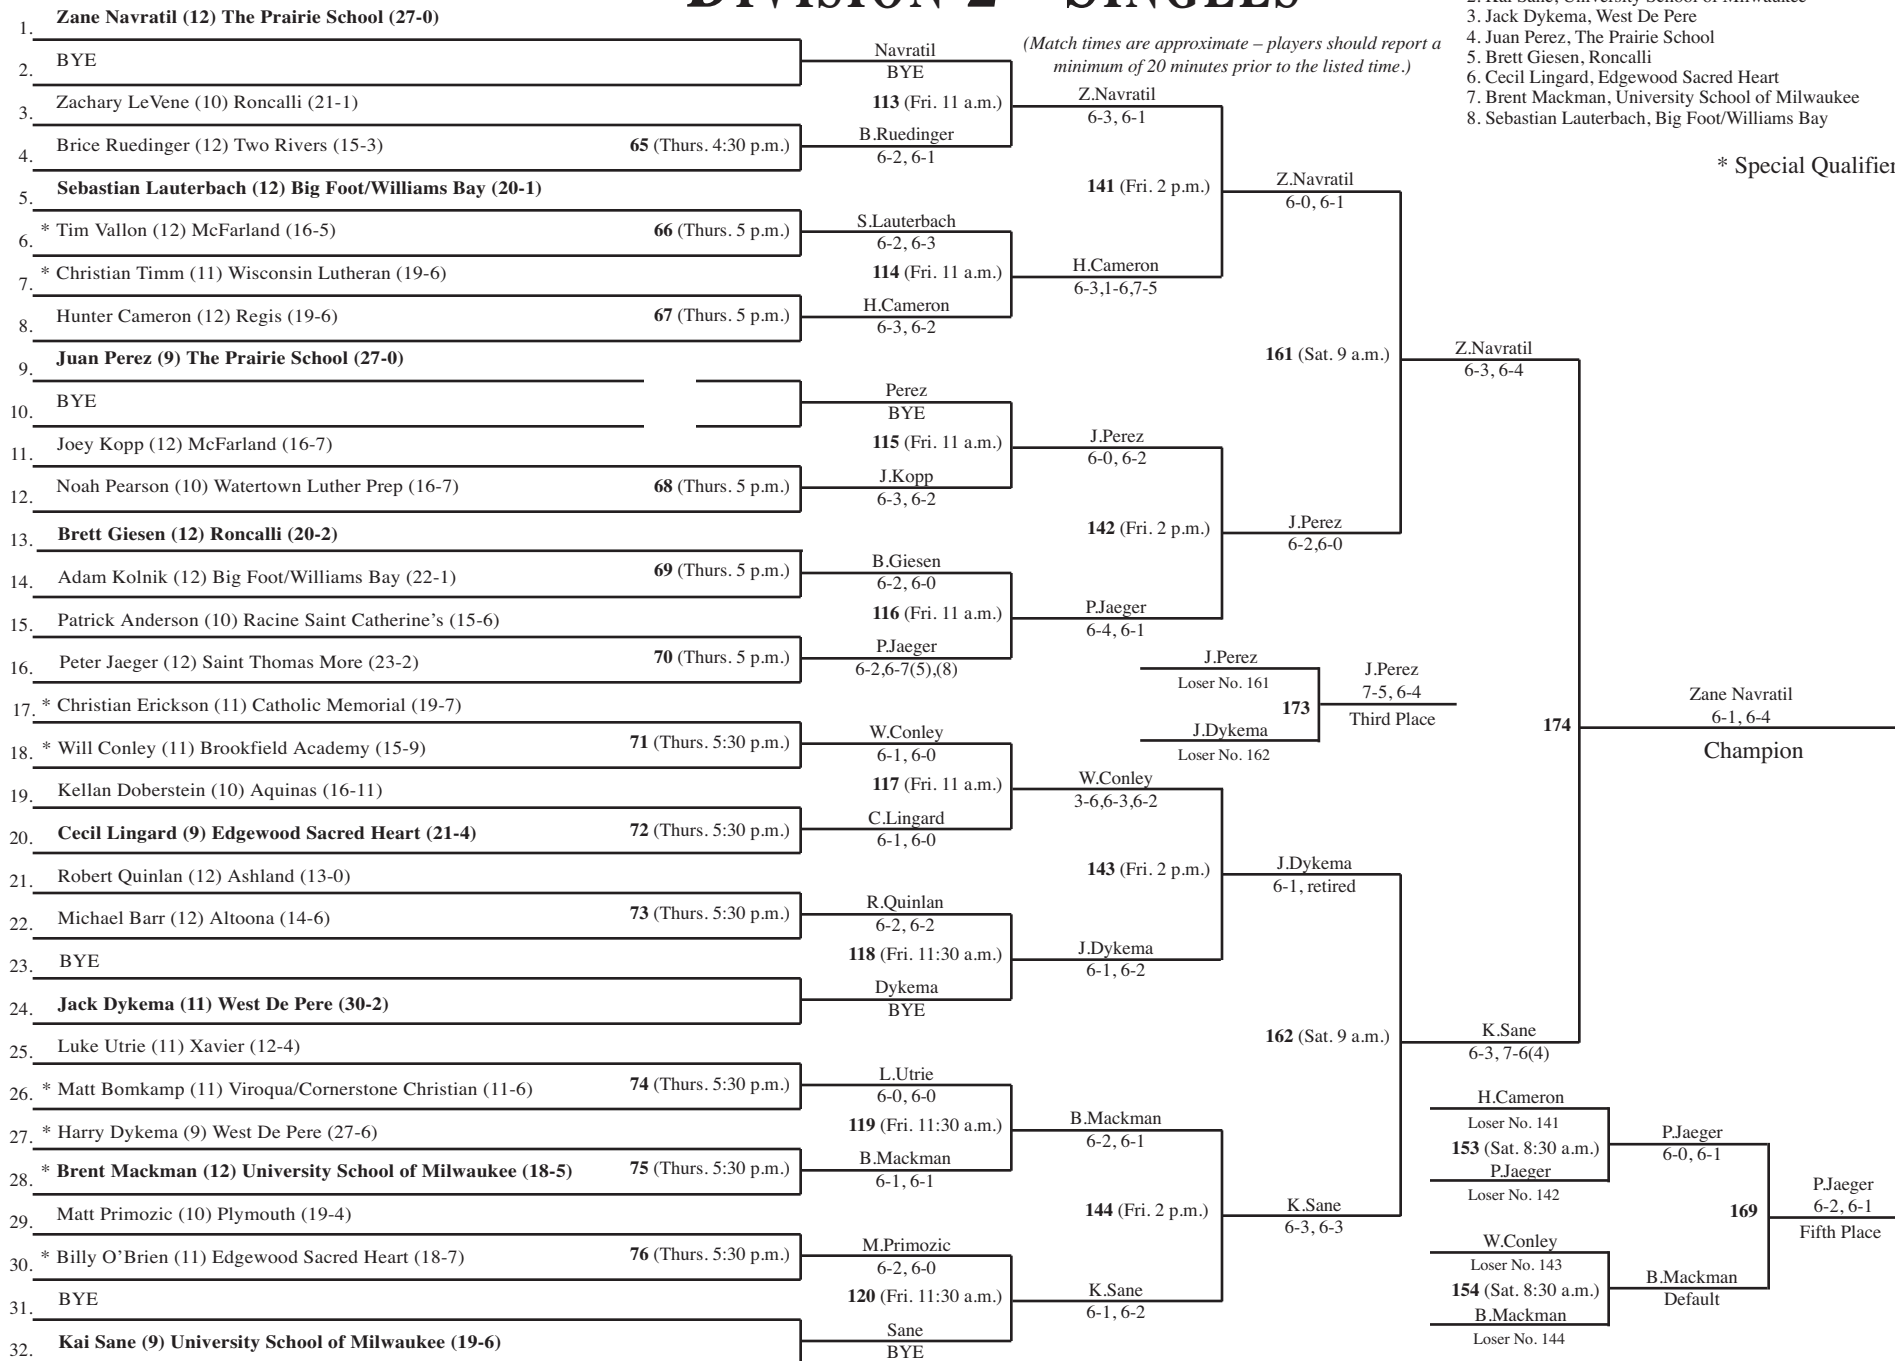 DIVISION 2 – SINGLES
(Match times are approximate – players should report a
minimum of 20 minutes prior to the listed time.)
2. Kai Sane, University School of Milwaukee
3. Jack Dykema, West De Pere
4. Juan Perez, The Prairie School
5. Brett Giesen, Roncalli
6. Cecil Lingard, Edgewood Sacred Heart
7. Brent Mackman, University School of Milwaukee
8. Sebastian Lauterbach, Big Foot/Williams Bay
* Special Qualifier
1. Zane Navratil (12) The Prairie School (27-0)
2. BYE
3. Zachary LeVene (10) Roncalli (21-1)
4. Brice Ruedinger (12) Two Rivers (15-3) 65 (Thurs. 4:30 p.m.)
5. Sebastian Lauterbach (12) Big Foot/Williams Bay (20-1)
6. * Tim Vallon (12) McFarland (16-5) 66 (Thurs. 5 p.m.)
7. * Christian Timm (11) Wisconsin Lutheran (19-6)
8. Hunter Cameron (12) Regis (19-6) 67 (Thurs. 5 p.m.)
9. Juan Perez (9) The Prairie School (27-0)
10. BYE
11. Joey Kopp (12) McFarland (16-7)
12. Noah Pearson (10) Watertown Luther Prep (16-7) 68 (Thurs. 5 p.m.)
13. Brett Giesen (12) Roncalli (20-2)
14. Adam Kolnik (12) Big Foot/Williams Bay (22-1) 69 (Thurs. 5 p.m.)
15. Patrick Anderson (10) Racine Saint Catherine's (15-6)
16. Peter Jaeger (12) Saint Thomas More (23-2) 70 (Thurs. 5 p.m.)
17. * Christian Erickson (11) Catholic Memorial (19-7)
18. * Will Conley (11) Brookfield Academy (15-9) 71 (Thurs. 5:30 p.m.)
19. Kellan Doberstein (10) Aquinas (16-11)
20. Cecil Lingard (9) Edgewood Sacred Heart (21-4) 72 (Thurs. 5:30 p.m.)
21. Robert Quinlan (12) Ashland (13-0)
22. Michael Barr (12) Altoona (14-6) 73 (Thurs. 5:30 p.m.)
23. BYE
24. Jack Dykema (11) West De Pere (30-2)
25. Luke Utrie (11) Xavier (12-4)
26. * Matt Bomkamp (11) Viroqua/Cornerstone Christian (11-6) 74 (Thurs. 5:30 p.m.)
27. * Harry Dykema (9) West De Pere (27-6)
28. * Brent Mackman (12) University School of Milwaukee (18-5) 75 (Thurs. 5:30 p.m.)
29. Matt Primozic (10) Plymouth (19-4)
30. * Billy O'Brien (11) Edgewood Sacred Heart (18-7) 76 (Thurs. 5:30 p.m.)
31. BYE
32. Kai Sane (9) University School of Milwaukee (19-6)
Navratil
BYE
113 (Fri. 11 a.m.)
B.Ruedinger
6-2, 6-1
S.Lauterbach
6-2, 6-3
114 (Fri. 11 a.m.)
H.Cameron
6-3, 6-2
Perez
BYE
115 (Fri. 11 a.m.)
J.Kopp
6-3, 6-2
B.Giesen
6-2, 6-0
116 (Fri. 11 a.m.)
P.Jaeger
6-2,6-7(5),(8)
W.Conley
6-1, 6-0
117 (Fri. 11 a.m.)
C.Lingard
6-1, 6-0
R.Quinlan
6-2, 6-2
118 (Fri. 11:30 a.m.)
Dykema
BYE
L.Utrie
6-0, 6-0
119 (Fri. 11:30 a.m.)
B.Mackman
6-1, 6-1
M.Primozic
6-2, 6-0
120 (Fri. 11:30 a.m.)
Sane
BYE
Z.Navratil
6-3, 6-1
141 (Fri. 2 p.m.)
H.Cameron
6-3,1-6,7-5
J.Perez
6-0, 6-2
142 (Fri. 2 p.m.)
P.Jaeger
6-4, 6-1
W.Conley
3-6,6-3,6-2
143 (Fri. 2 p.m.)
J.Dykema
6-1, 6-2
B.Mackman
6-2, 6-1
144 (Fri. 2 p.m.)
K.Sane
6-1, 6-2
Z.Navratil
6-0, 6-1
161 (Sat. 9 a.m.)
J.Perez
6-2,6-0
J.Dykema
6-1, retired
162 (Sat. 9 a.m.)
K.Sane
6-3, 6-3
Z.Navratil
6-3, 6-4
174
K.Sane
6-3, 7-6(4)
Zane Navratil
6-1, 6-4
Champion
J.Perez
Loser No. 161
173
J.Dykema
Loser No. 162
J.Perez
7-5, 6-4
Third Place
H.Cameron
Loser No. 141
153 (Sat. 8:30 a.m.)
P.Jaeger
Loser No. 142
W.Conley
Loser No. 143
154 (Sat. 8:30 a.m.)
B.Mackman
Loser No. 144
P.Jaeger
6-0, 6-1
169
B.Mackman
Default
P.Jaeger
6-2, 6-1
Fifth Place